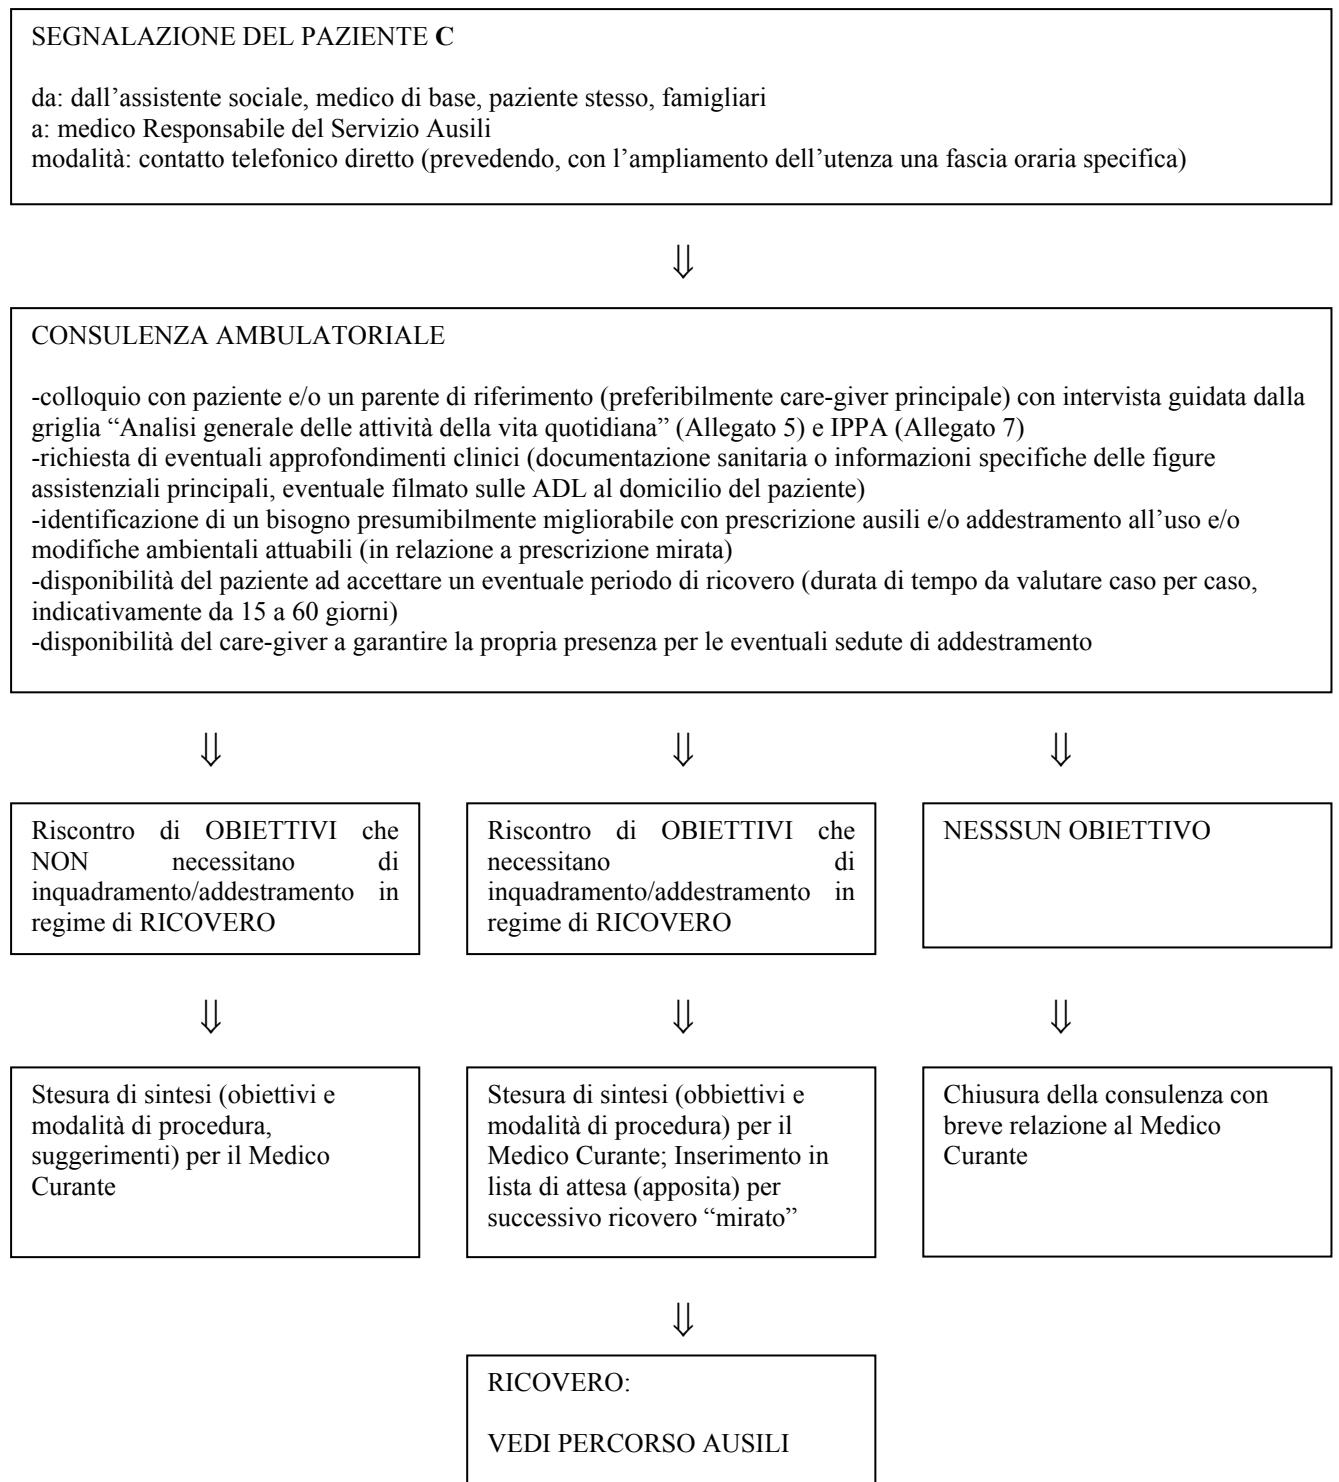 SEGNALAZIONE DEL PAZIENTE C
da: dall’assistente sociale, medico di base, paziente stesso, famigliari
a: medico Responsabile del Servizio Ausili
modalità: contatto telefonico diretto (prevedendo, con l’ampliamento dell’utenza una fascia oraria specifica)
⇓
CONSULENZA AMBULATORIALE
-colloquio con paziente e/o un parente di riferimento (preferibilmente care-giver principale) con intervista guidata dalla
griglia “Analisi generale delle attività della vita quotidiana” (Allegato 5) e IPPA (Allegato 7)
-richiesta di eventuali approfondimenti clinici (documentazione sanitaria o informazioni specifiche delle figure
assistenziali principali, eventuale filmato sulle ADL al domicilio del paziente)
-identificazione di un bisogno presumibilmente migliorabile con prescrizione ausili e/o addestramento all’uso e/o
modifiche ambientali attuabili (in relazione a prescrizione mirata)
-disponibilità del paziente ad accettare un eventuale periodo di ricovero (durata di tempo da valutare caso per caso,
indicativamente da 15 a 60 giorni)
-disponibilità del care-giver a garantire la propria presenza per le eventuali sedute di addestramento
⇓ ⇓ ⇓
Riscontro di OBIETTIVI che
NON necessitano di
inquadramento/addestramento in
regime di RICOVERO
Riscontro di OBIETTIVI che
necessitano di
inquadramento/addestramento in
regime di RICOVERO
NESSSUN OBIETTIVO
⇓ ⇓ ⇓
Stesura di sintesi (obiettivi e
modalità di procedura,
suggerimenti) per il Medico
Curante
Stesura di sintesi (obbiettivi e
modalità di procedura) per il
Medico Curante; Inserimento in
lista di attesa (apposita) per
successivo ricovero “mirato”
Chiusura della consulenza con
breve relazione al Medico
Curante
⇓
RICOVERO:
VEDI PERCORSO AUSILI